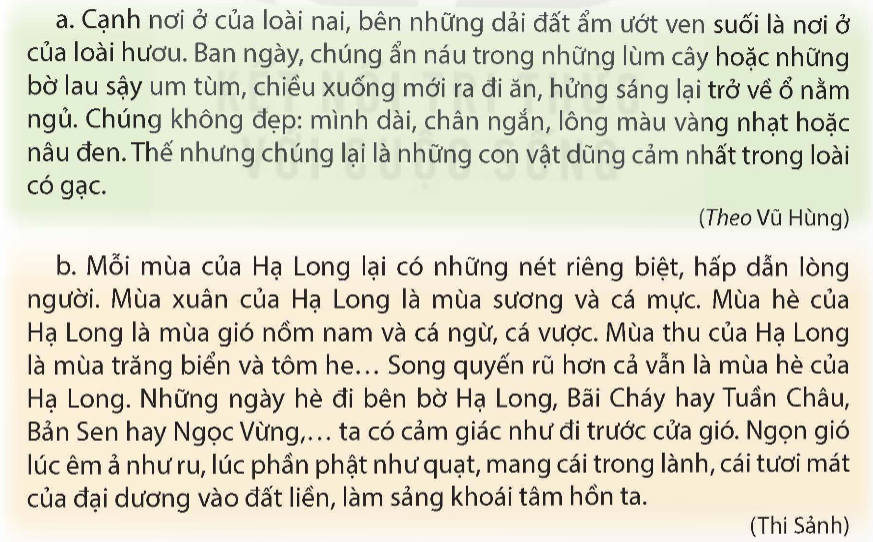 a. Cạnh nơi ở của loài nai, bên những dải đất ẩm ướt ven suối là nơi ở
của loài hươu. Ban ngày, chúng ẩn náu trong những lùm cây hoặc những
bờ lau sậy um tùm, chiều xuống mới ra đi ăn, hửng sáng lại trở về ổ nằm
ngủ. Chúng không đẹp: mình dài, chân ngắn, lông màu vàng nhạt hoặc
nâu đen. Thế nhưng chúng lại là những con vật dũng cảm nhất trong loài
có gạc.
(Theo Vũ Hùng)
b. Mỗi mùa của Hạ Long lại có những nét riêng biệt, hấp dẫn lòng
người. Mùa xuân của Hạ Long là mùa sương và cá mực. Mùa hè của
Hạ Long là mùa gió nồm nam và cá ngừ, cá vược. Mùa thu của Hạ Long
là mùa trăng biển và tôm he... Song quyến rũ hơn cả vẫn là mùa hè của
Hạ Long. Những ngày hè đi bên bờ Hạ Long, Bãi Cháy hay Tuần Châu,
Bản Sen hay Ngọc Vừng,... ta có cảm giác như đi trước cửa gió. Ngọn gió
lúc êm ả như ru, lúc phần phật như quạt, mang cái trong lành, cái tươi mát
của đại dương vào đất liền, làm sảng khoái tâm hồn ta.
(Thi Sảnh)
KẾT NỐI TRI THỨC
VỚI CUỘC SỐNG